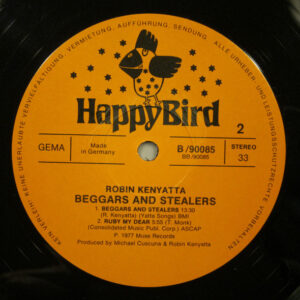 ALLE URHEBER- UND LEISTUNGSSCHUTZRECHTE VORBEHALTEN
KEIN VERLEIH! KEINE UNERLAUBTE VERVIELFÄLTIGUNG, VERMIETUNG, AUFFÜHRUNG, SENDUNG
HappyBird
2
GEMA
Made in Germany
B/90085
BB/90085
STEREO
33
ROBIN KENYATTA
BEGGARS AND STEALERS
1. BEGGARS AND STEALERS 13:30
(R. Kenyatta) (Yatta Songs) BMI
2. RUBY MY DEAR 5:55 (T. Monk)
(Consolidated Music Publ. Corp.) ASCAP
℗ 1977 Muse Records
Produced by Michael Cuscuna & Robin Kenyatta